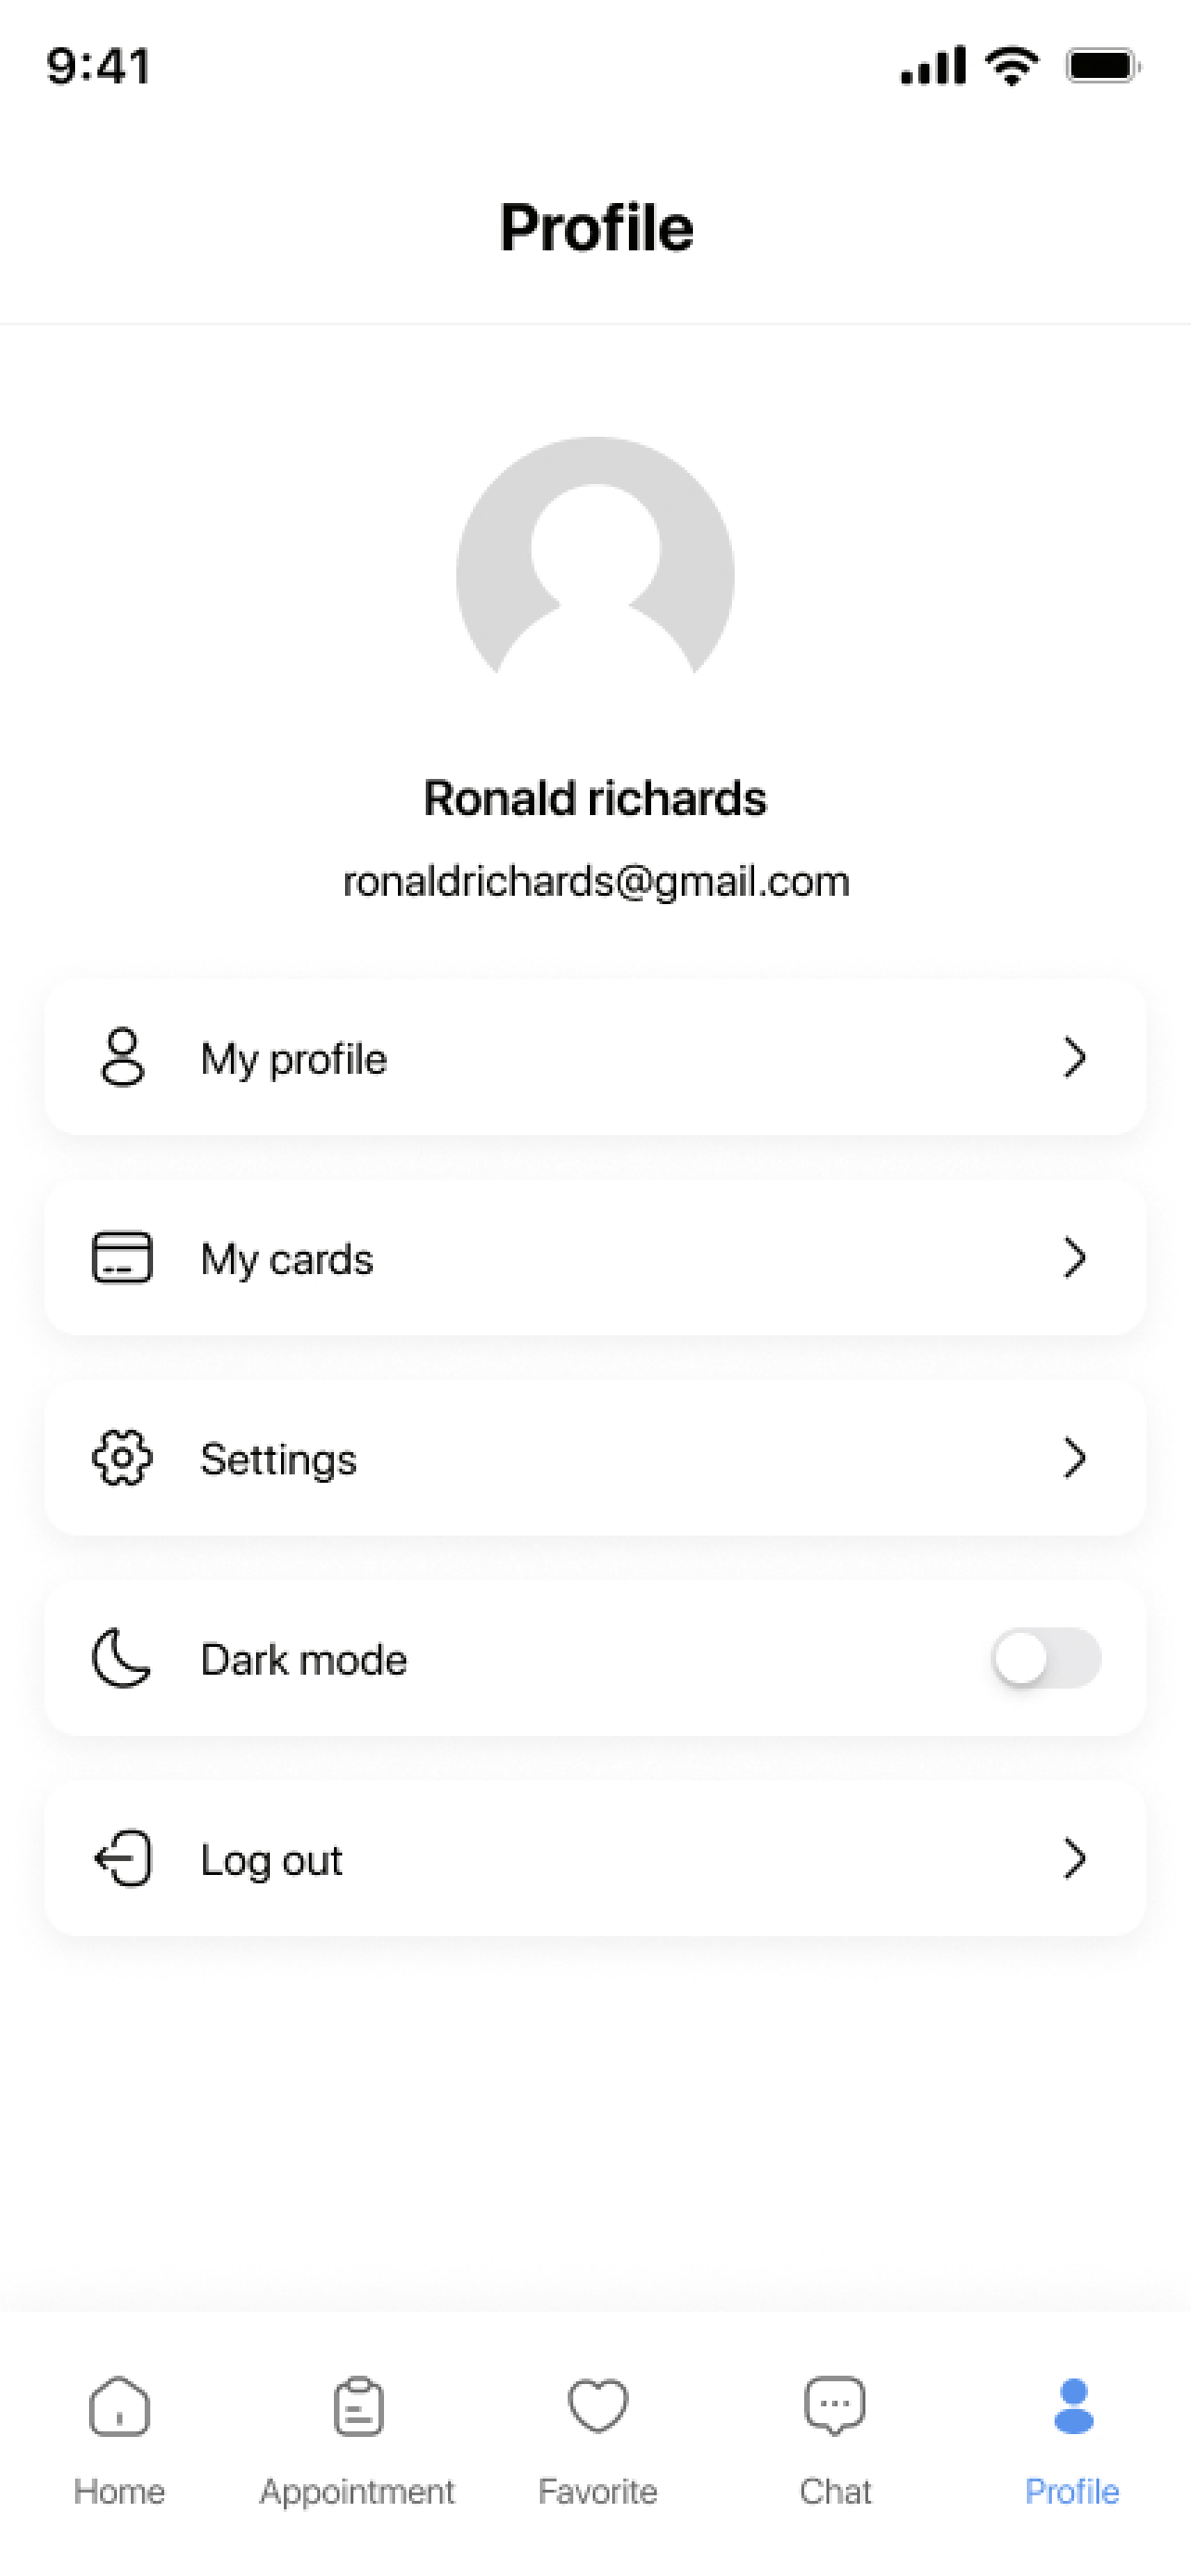 9:41
Profile
Ronald richards
ronaldrichards@gmail.com
My profile
My cards
Settings
Dark mode
Log out
Home Appointment Favorite Chat Profile